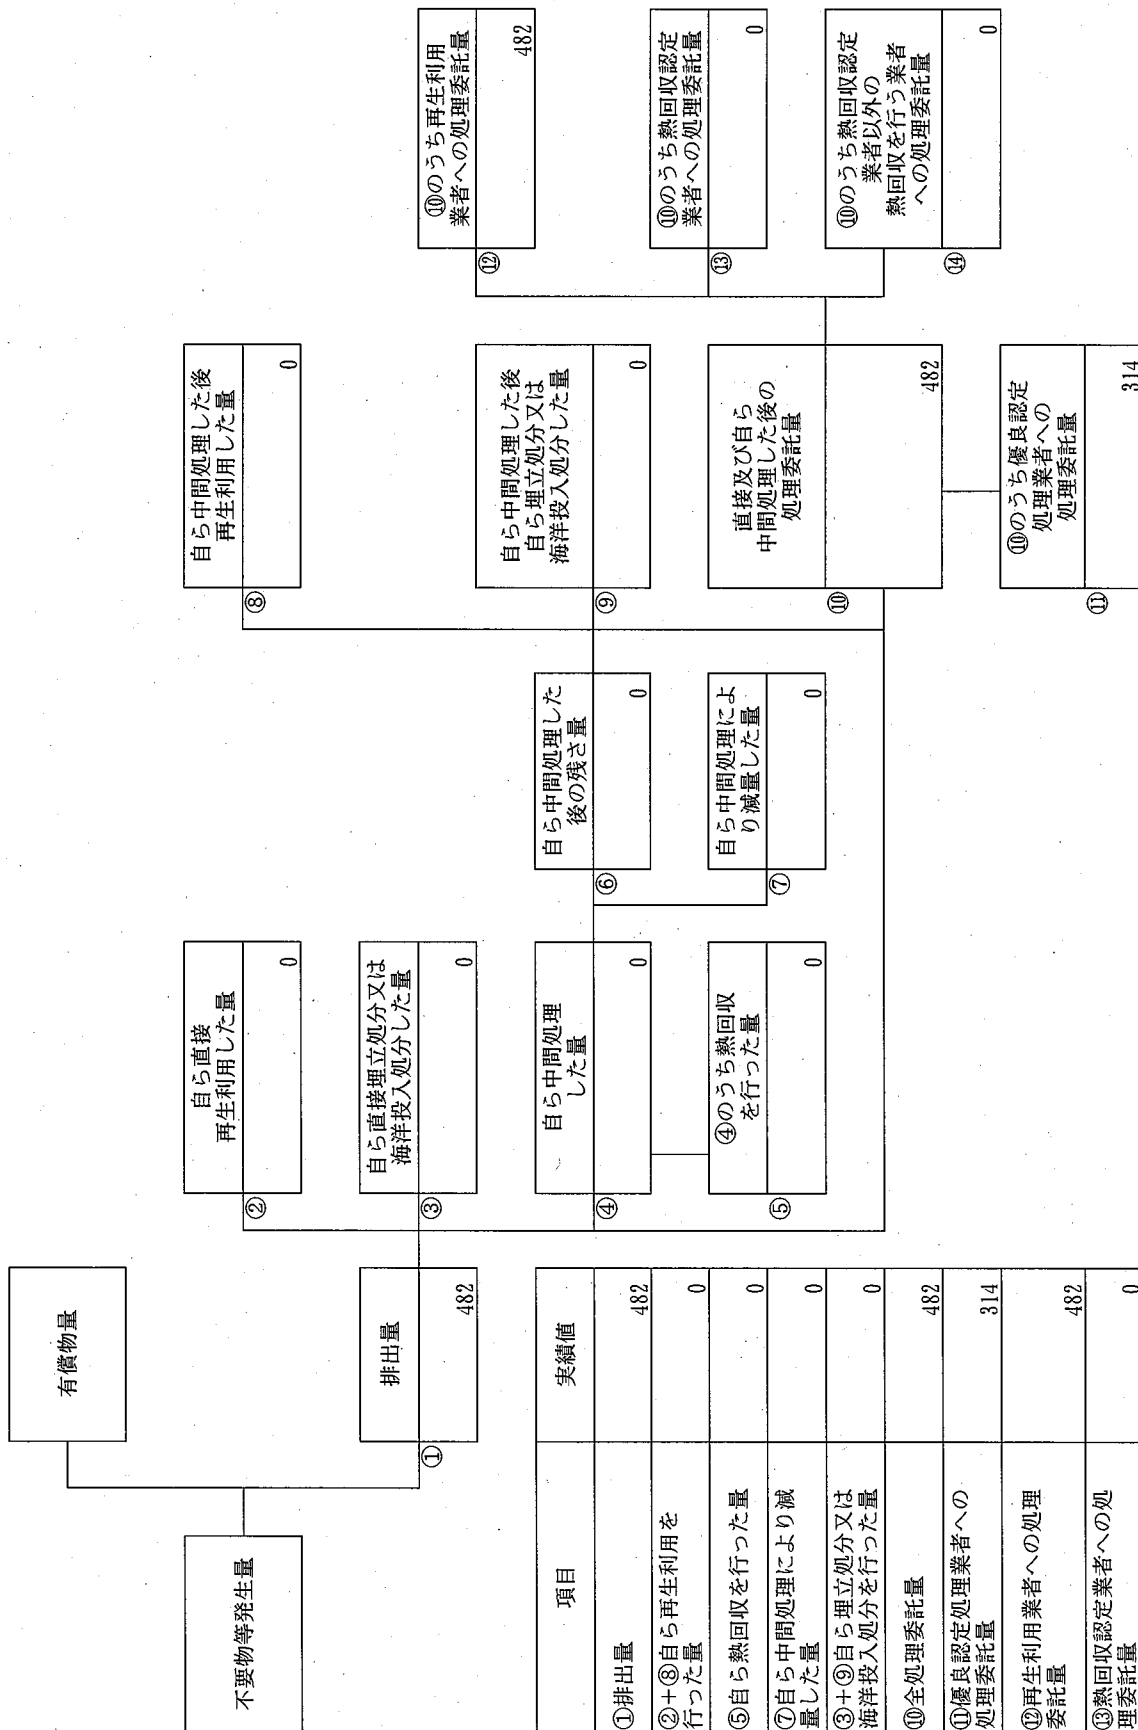 不要物等発生量
有償物量
①
排出量
482
②
自ら直接
再生利用した量
0
③
自ら直接埋立処分又は
海洋投入処分した量
0
④
自ら中間処理
した量
0
⑤
④のうち熱回収
を行った量
0
⑥
自ら中間処理した
後の残さ量
0
⑦
自ら中間処理によ
り減量した量
0
⑧
自ら中間処理した後
再生利用した量
0
⑨
自ら中間処理した後
自ら埋立処分又は
海洋投入処分した量
0
⑩
直接及び自ら
中間処理した後の
処理委託量
482
⑪
⑩のうち優良認定
処理業者への
処理委託量
314
⑫
⑩のうち再生利用
業者への処理委託量
482
⑬
⑩のうち熱回収認定
業者への処理委託量
0
⑭
⑩のうち熱回収認定
業者以外の
熱回収を行う業者
への処理委託量
0
項目 実績値
①排出量 482
②+⑧自ら再生利用を
行った量 0
⑤自ら熱回収を行った量 0
⑦自ら中間処理により減
量した量 0
③+⑨自ら埋立処分又は
海洋投入処分を行った量 0
⑩全処理委託量 482
⑪優良認定処理業者への
処理委託量 314
⑫再生利用業者への処理
委託量 482
⑬熱回収認定業者への処
理委託量 0